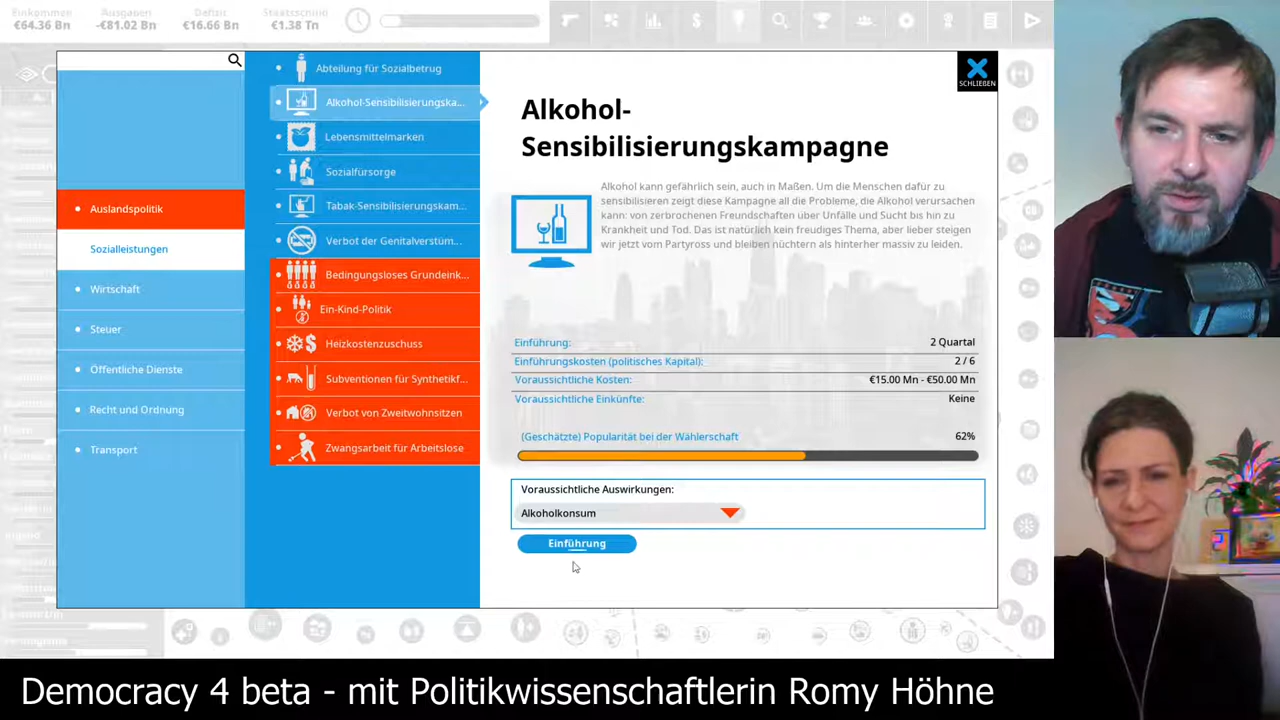 Einkommen
€64.36 Bn
Ausgaben
-€81.02 Bn
Defizit
€16.66 Bn
Staatsschuld
€1.38 Tn
SCHLIEßEN
Auslandspolitik
Sozialleistungen
Wirtschaft
Steuer
Öffentliche Dienste
Recht und Ordnung
Transport
Abteilung für Sozialbetrug
Alkohol-Sensibilisierungska...
Lebensmittelmarken
Sozialfürsorge
Tabak-Sensibilisierungskam...
Verbot der Genitalverstüm...
Bedingungsloses Grundeink...
Ein-Kind-Politik
Heizkostenzuschuss
Subventionen für Synthetikf...
Verbot von Zweitwohnsitzen
Zwangsarbeit für Arbeitslose
Alkohol-
Sensibilisierungskampagne
Alkohol kann gefährlich sein, auch in Maßen. Um die Menschen dafür zu
sensibilisieren zeigt diese Kampagne all die Probleme, die Alkohol verursachen
kann: von zerbrochenen Freundschaften über Unfälle und Sucht bis hin zu
Krankheit und Tod. Das ist natürlich kein freudiges Thema, aber lieber steigen
wir jetzt vom Partyross und bleiben nüchtern als hinterher massiv zu leiden.
Einführung: 2 Quartal
Einführungskosten (politisches Kapital): 2 / 6
Voraussichtliche Kosten: €15.00 Mn - €50.00 Mn
Voraussichtliche Einkünfte: Keine
(Geschätzte) Popularität bei der Wählerschaft 62%
Voraussichtliche Auswirkungen:
Alkoholkonsum
Einführung
Democracy 4 beta - mit Politikwissenschaftlerin Romy Höhne